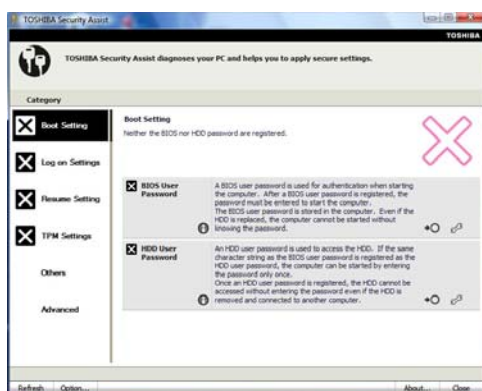 TOSHIBA Security Assist
TOSHIBA
TOSHIBA Security Assist diagnoses your PC and helps you to apply secure settings.
Category
Boot Setting
Log on Settings
Resume Setting
TPM Settings
Others
Advanced
Boot Setting
Neither the BIOS nor HDD password are registered.
BIOS User
Password
A BIOS user password is used for authentication when starting
the computer. After a BIOS user password is registered, the
password must be entered to start the computer.
The BIOS user password is stored in the computer. Even if the
HDD is replaced, the computer cannot be started without
knowing the password.
HDD User
Password
An HDD user password is used to access the HDD. If the same
character string as the BIOS user password is registered as the
HDD user password, the computer can be started by entering
the password only once.
Once an HDD user password is registered, the HDD cannot be
accessed without entering the password even if the HDD is
removed and connected to another computer.
Refresh
Option...
About...
Close